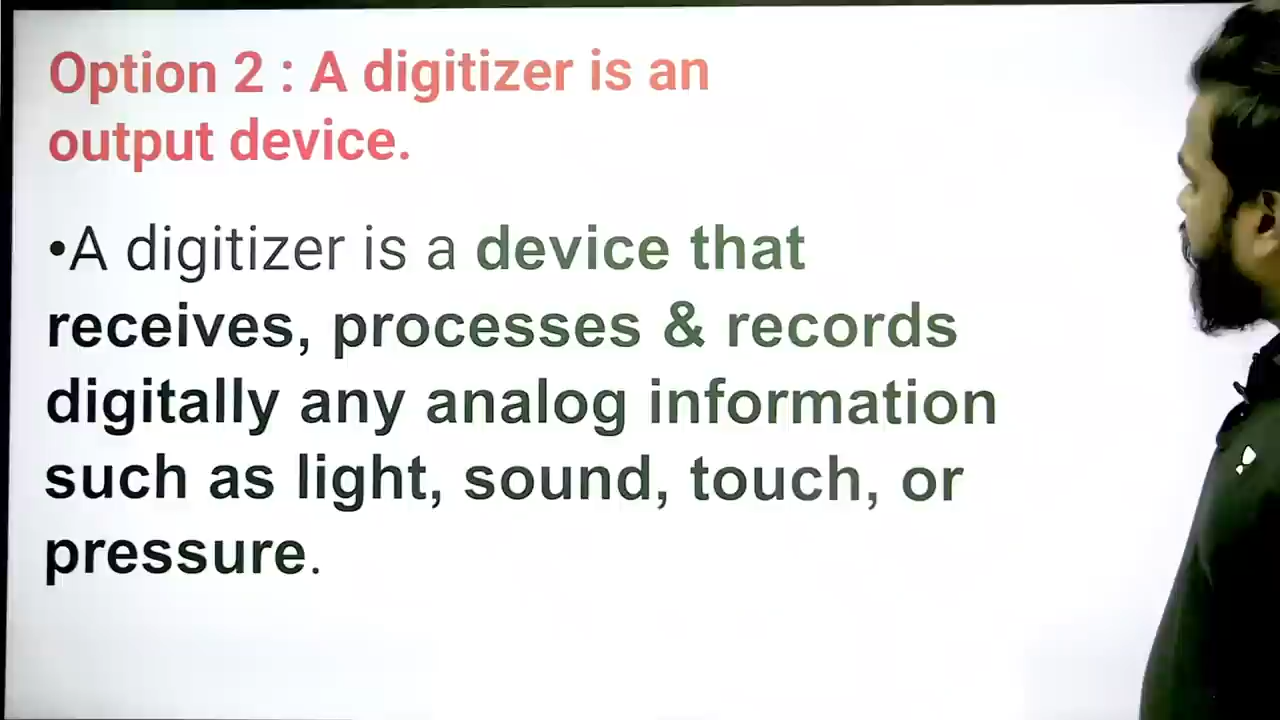 Option 2 : A digitizer is an
output device.
•A digitizer is a device that
receives, processes & records
digitally any analog information
such as light, sound, touch, or
pressure.